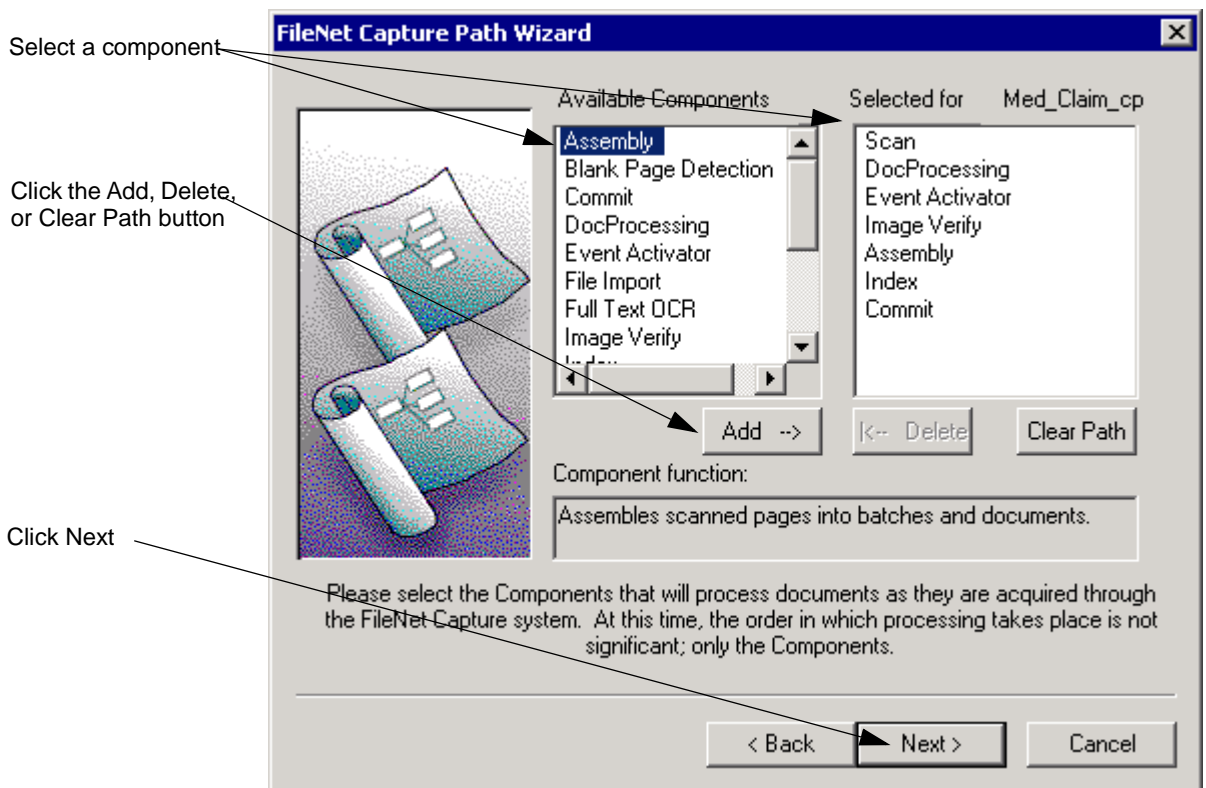 FileNet Capture Path Wizard
Select a component
Available Components
Selected for Med_Claim_cp
Assembly
Blank Page Detection
Commit
DocProcessing
Event Activator
File Import
Full Text OCR
Image Verify
Index
Scan
DocProcessing
Event Activator
Image Verify
Assembly
Index
Commit
Click the Add, Delete,
or Clear Path button
Add -->
|<-- Delete
Clear Path
Component function:
Assembles scanned pages into batches and documents.
Click Next
Please select the Components that will process documents as they are acquired through
the FileNet Capture system. At this time, the order in which processing takes place is not
significant; only the Components.
< Back
Next >
Cancel